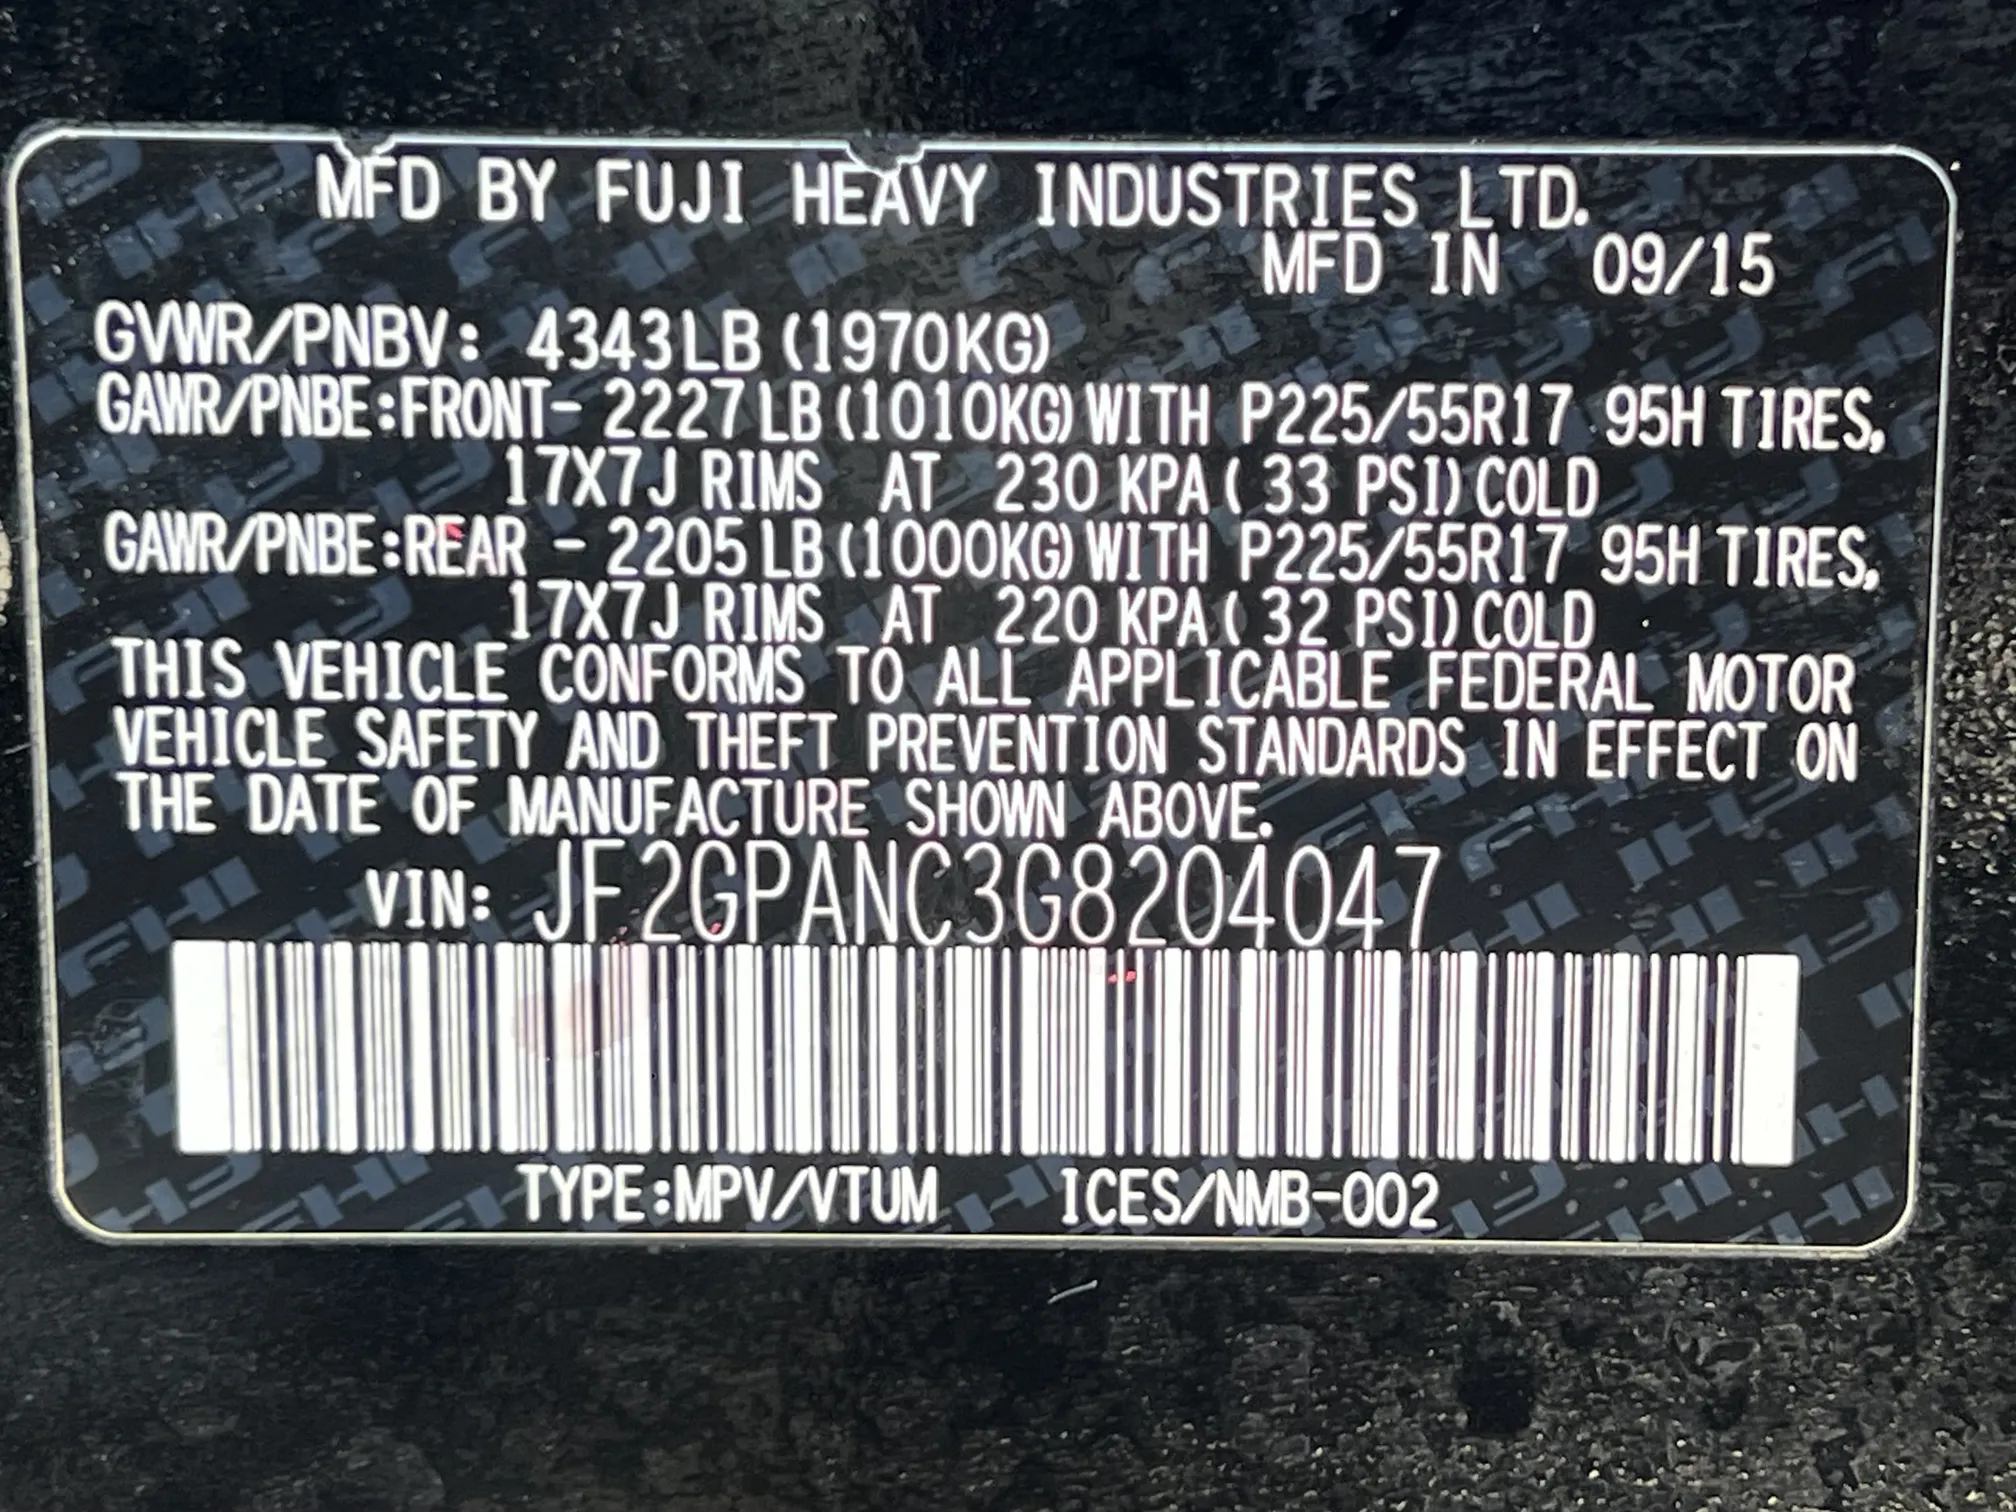 MFD BY FUJI HEAVY INDUSTRIES LTD.
MFD IN 09/15
GVWR/PNBV: 4343LB (1970KG)
GAWR/PNBE:FRONT- 2227LB(1010KG)WITH P225/55R17 95H TIRES,
17X7J RIMS AT 230 KPA( 33 PSI)COLD
GAWR/PNBE:REAR - 2205LB(1000KG)WITH P225/55R17 95H TIRES,
17X7J RIMS AT 220 KPA( 32 PSI)COLD
THIS VEHICLE CONFORMS TO ALL APPLICABLE FEDERAL MOTOR
VEHICLE SAFETY AND THEFT PREVENTION STANDARDS IN EFFECT ON
THE DATE OF MANUFACTURE SHOWN ABOVE.
VIN: JF2GPANC3G8204047
TYPE:MPV/VTUM ICES/NMB-002